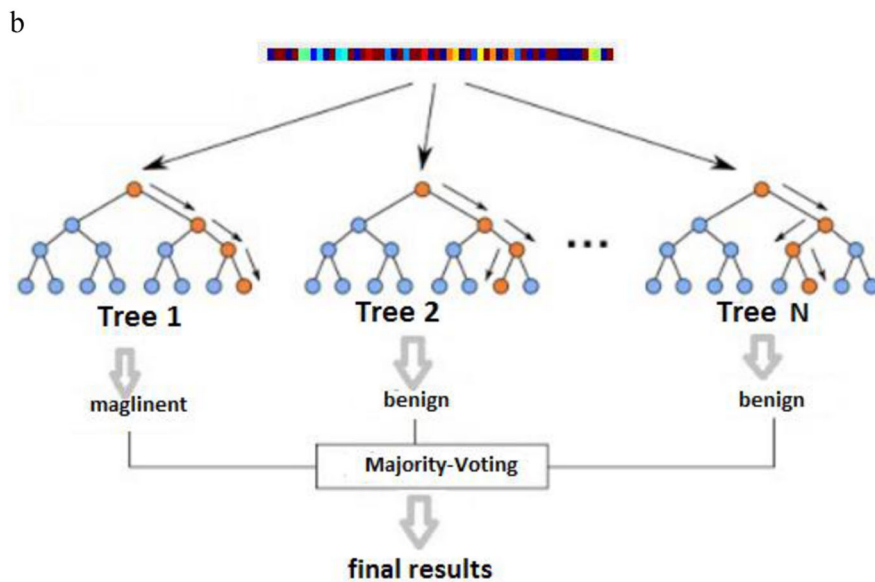 b
...
Tree 1 Tree 2 Tree N
maglinent benign benign
Majority-Voting
final results